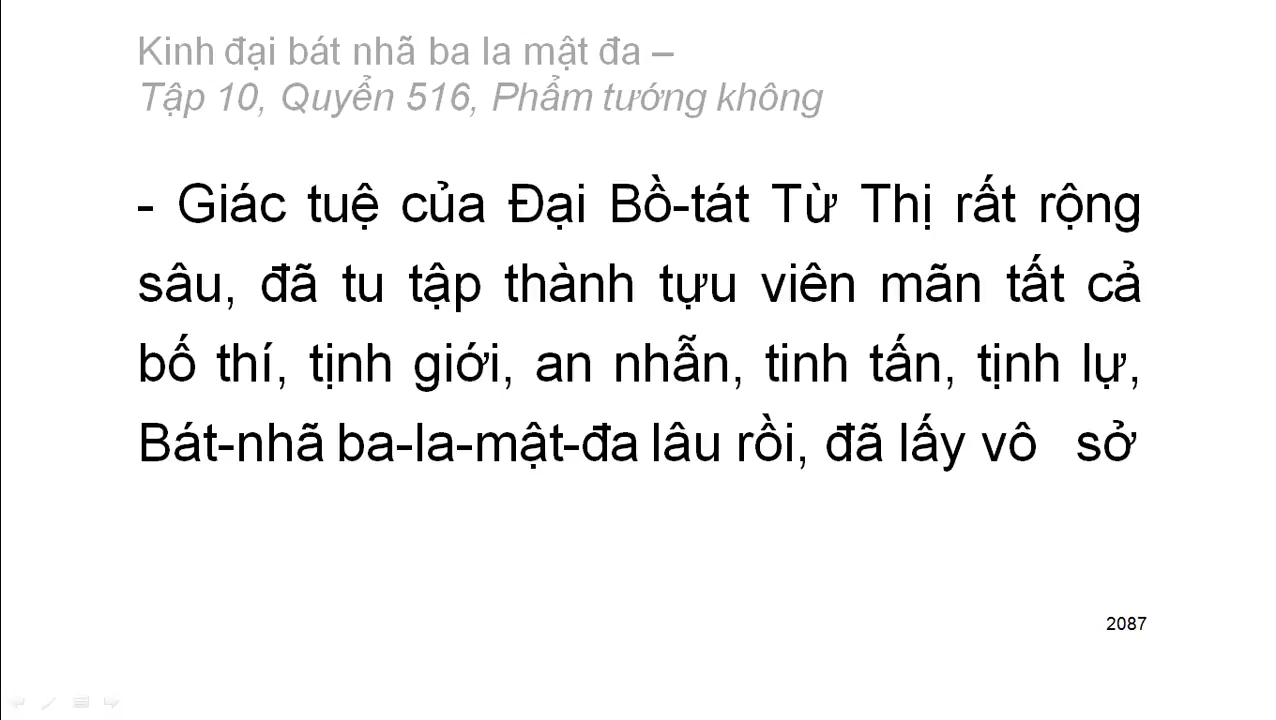 Kinh đại bát nhã ba la mật đa –
Tập 10, Quyển 516, Phẩm tướng không
- Giác tuệ của Đại Bồ-tát Từ Thị rất rộng
sâu, đã tu tập thành tựu viên mãn tất cả
bố thí, tịnh giới, an nhẫn, tinh tấn, tịnh lự,
Bát-nhã ba-la-mật-đa lâu rồi, đã lấy vô sở
2087